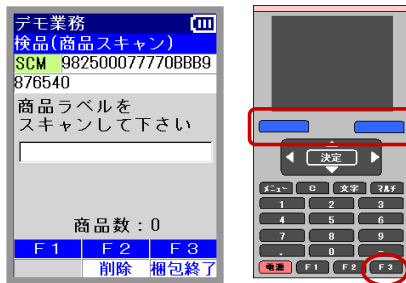 デモ業務
検品(商品スキャン)
SCM 982500077770BBB9
876540
商品ラベルを
スキャンして下さい
商品数：0
F1 F2 F3
削除 梱包終了
決定
ﾒﾆｭｰ C 文字 ﾏﾙﾁ
1 2 3
4 5 6
7 8 9
. 0 −
電源 F1 F2 F3